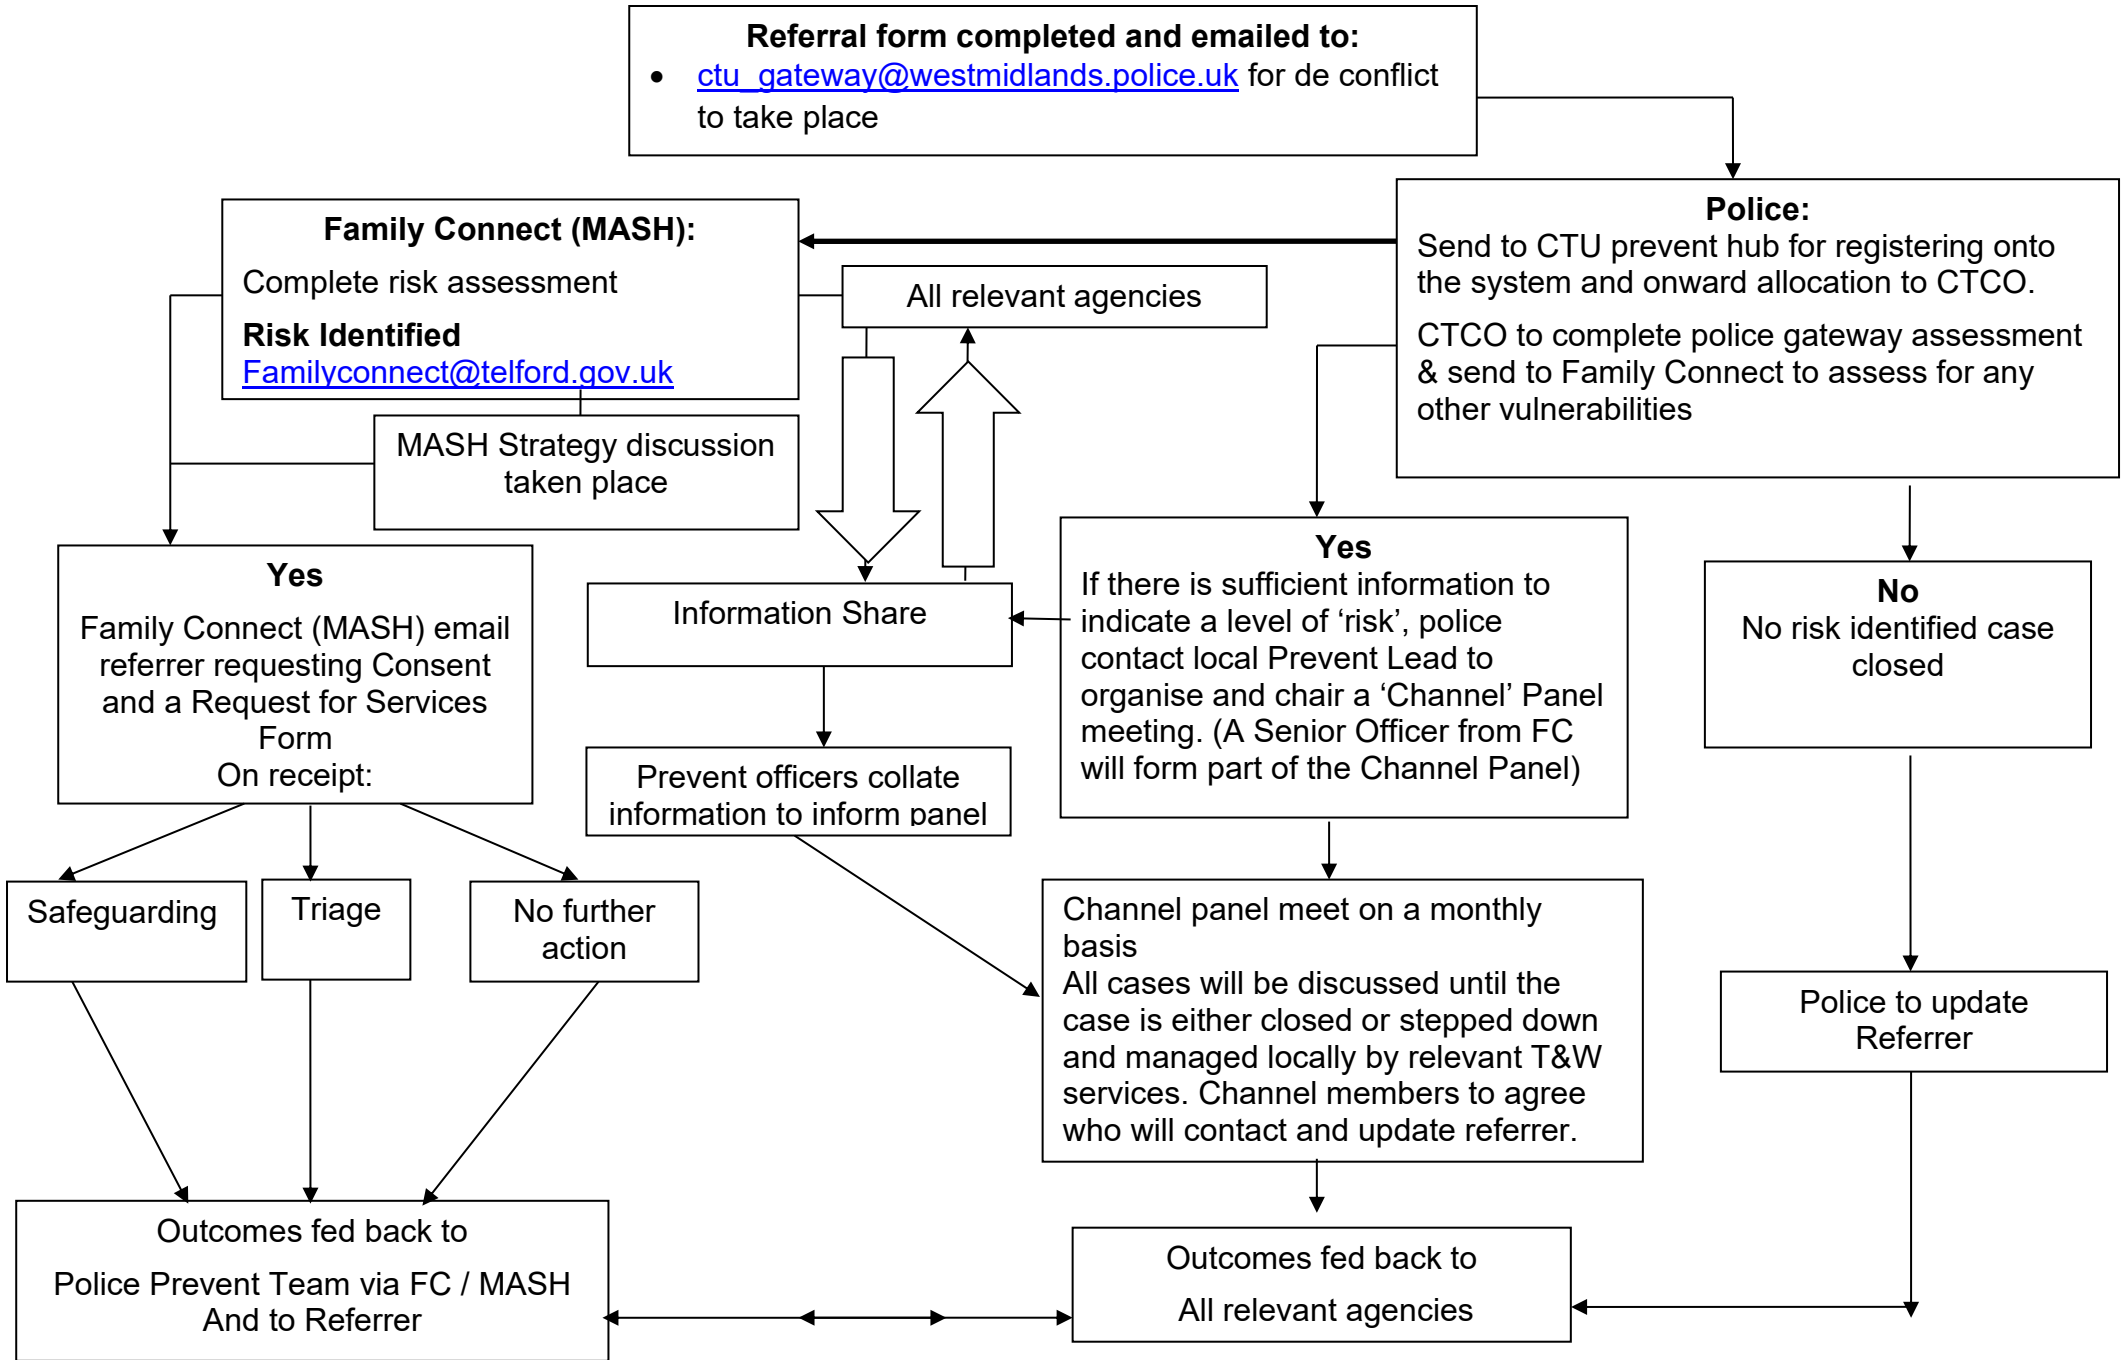 Referral form completed and emailed to:
• ctu_gateway@westmidlands.police.uk for de conflict
to take place
Police:
Send to CTU prevent hub for registering onto
the system and onward allocation to CTCO.
CTCO to complete police gateway assessment
& send to Family Connect to assess for any
other vulnerabilities
Family Connect (MASH):
Complete risk assessment
Risk Identified
Familyconnect@telford.gov.uk
All relevant agencies
MASH Strategy discussion
taken place
Yes
Family Connect (MASH) email
referrer requesting Consent
and a Request for Services
Form
On receipt:
Information Share
Yes
If there is sufficient information to
indicate a level of ‘risk’, police
contact local Prevent Lead to
organise and chair a ‘Channel’ Panel
meeting. (A Senior Officer from FC
will form part of the Channel Panel)
No
No risk identified case
closed
Prevent officers collate
information to inform panel
Safeguarding
Triage
No further
action
Channel panel meet on a monthly
basis
All cases will be discussed until the
case is either closed or stepped down
and managed locally by relevant T&W
services. Channel members to agree
who will contact and update referrer.
Police to update
Referrer
Outcomes fed back to
Police Prevent Team via FC / MASH
And to Referrer
Outcomes fed back to
All relevant agencies